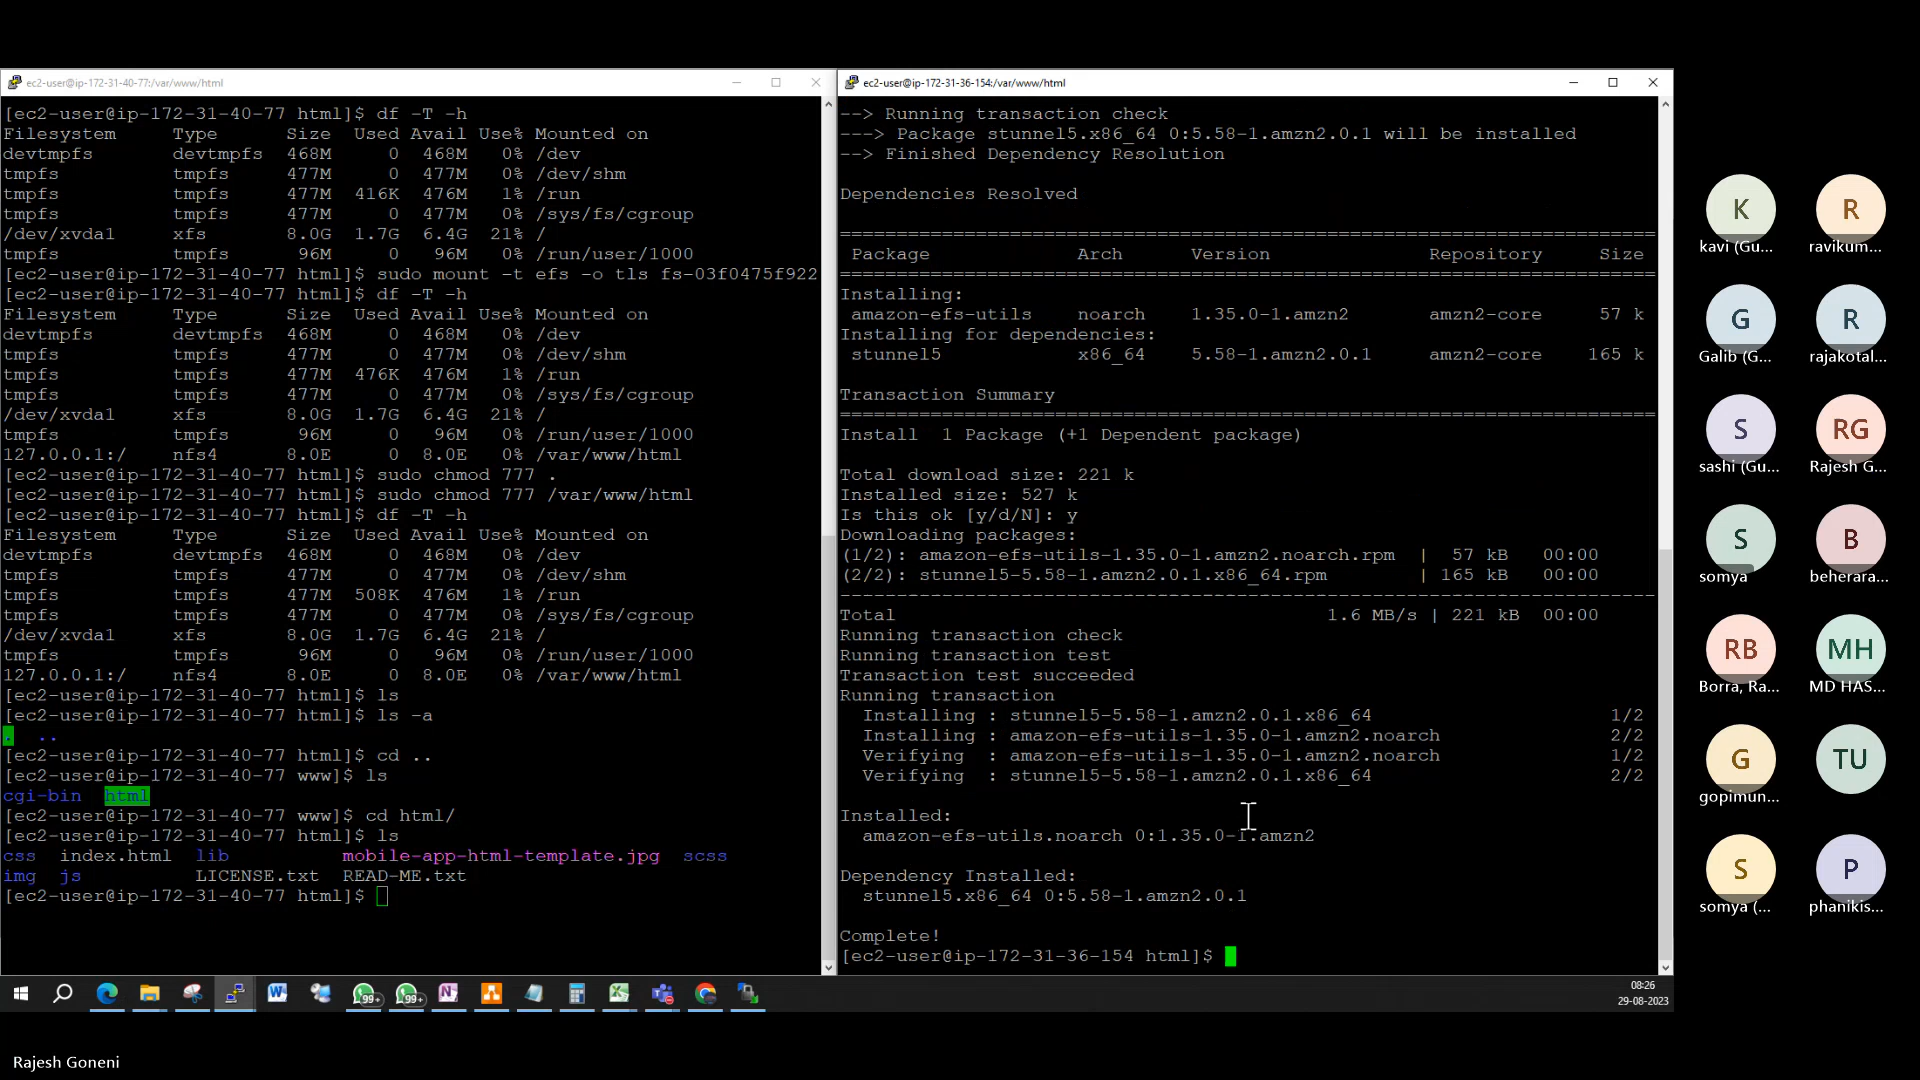 ec2-user@ip-172-31-40-77:/var/www/html
[ec2-user@ip-172-31-40-77 html]$ df -T -h
Filesystem     Type      Size  Used Avail Use% Mounted on
devtmpfs       devtmpfs  468M     0  468M   0% /dev
tmpfs          tmpfs     477M     0  477M   0% /dev/shm
tmpfs          tmpfs     477M  416K  476M   1% /run
tmpfs          tmpfs     477M     0  477M   0% /sys/fs/cgroup
/dev/xvda1     xfs       8.0G  1.7G  6.4G  21% /
tmpfs          tmpfs      96M     0   96M   0% /run/user/1000
[ec2-user@ip-172-31-40-77 html]$ sudo mount -t efs -o tls fs-03f0475f922
[ec2-user@ip-172-31-40-77 html]$ df -T -h
Filesystem     Type      Size  Used Avail Use% Mounted on
devtmpfs       devtmpfs  468M     0  468M   0% /dev
tmpfs          tmpfs     477M     0  477M   0% /dev/shm
tmpfs          tmpfs     477M  476K  476M   1% /run
tmpfs          tmpfs     477M     0  477M   0% /sys/fs/cgroup
/dev/xvda1     xfs       8.0G  1.7G  6.4G  21% /
tmpfs          tmpfs      96M     0   96M   0% /run/user/1000
127.0.0.1:/    nfs4      8.0E     0  8.0E   0% /var/www/html
[ec2-user@ip-172-31-40-77 html]$ sudo chmod 777 .
[ec2-user@ip-172-31-40-77 html]$ sudo chmod 777 /var/www/html
[ec2-user@ip-172-31-40-77 html]$ df -T -h
Filesystem     Type      Size  Used Avail Use% Mounted on
devtmpfs       devtmpfs  468M     0  468M   0% /dev
tmpfs          tmpfs     477M     0  477M   0% /dev/shm
tmpfs          tmpfs     477M  508K  476M   1% /run
tmpfs          tmpfs     477M     0  477M   0% /sys/fs/cgroup
/dev/xvda1     xfs       8.0G  1.7G  6.4G  21% /
tmpfs          tmpfs      96M     0   96M   0% /run/user/1000
127.0.0.1:/    nfs4      8.0E     0  8.0E   0% /var/www/html
[ec2-user@ip-172-31-40-77 html]$ ls
[ec2-user@ip-172-31-40-77 html]$ ls -a
.  ..
[ec2-user@ip-172-31-40-77 html]$ cd ..
[ec2-user@ip-172-31-40-77 www]$ ls
cgi-bin  html
[ec2-user@ip-172-31-40-77 www]$ cd html/
[ec2-user@ip-172-31-40-77 html]$ ls
css  index.html  lib          mobile-app-html-template.jpg  scss
img  js          LICENSE.txt  READ-ME.txt
[ec2-user@ip-172-31-40-77 html]$
ec2-user@ip-172-31-36-154:/var/www/html
--> Running transaction check
---> Package stunnel5.x86_64 0:5.58-1.amzn2.0.1 will be installed
--> Finished Dependency Resolution
Dependencies Resolved
================================================================================
Package              Arch      Version             Repository     Size
================================================================================
Installing:
amazon-efs-utils     noarch    1.35.0-1.amzn2      amzn2-core     57 k
Installing for dependencies:
stunnel5             x86_64    5.58-1.amzn2.0.1    amzn2-core    165 k
Transaction Summary
================================================================================
Install  1 Package (+1 Dependent package)
Total download size: 221 k
Installed size: 527 k
Is this ok [y/d/N]: y
Downloading packages:
(1/2): amazon-efs-utils-1.35.0-1.amzn2.noarch.rpm  |  57 kB  00:00
(2/2): stunnel5-5.58-1.amzn2.0.1.x86_64.rpm        | 165 kB  00:00
--------------------------------------------------------------------------------
Total                                      1.6 MB/s | 221 kB  00:00
Running transaction check
Running transaction test
Transaction test succeeded
Running transaction
Installing : stunnel5-5.58-1.amzn2.0.1.x86_64                     1/2
Installing : amazon-efs-utils-1.35.0-1.amzn2.noarch               2/2
Verifying  : amazon-efs-utils-1.35.0-1.amzn2.noarch               1/2
Verifying  : stunnel5-5.58-1.amzn2.0.1.x86_64                     2/2
Installed:
amazon-efs-utils.noarch 0:1.35.0-1.amzn2
Dependency Installed:
stunnel5.x86_64 0:5.58-1.amzn2.0.1
Complete!
[ec2-user@ip-172-31-36-154 html]$
K
kavi (Gu...
R
ravikum...
G
Galib (G...
R
rajakotal...
S
sashi (Gu...
RG
Rajesh G...
S
somya
B
beherara...
RB
Borra, Ra...
MH
MD HAS...
G
gopimun...
TU
S
somya (...
P
phanikis...
99+
99+
08:26
29-08-2023
Rajesh Goneni